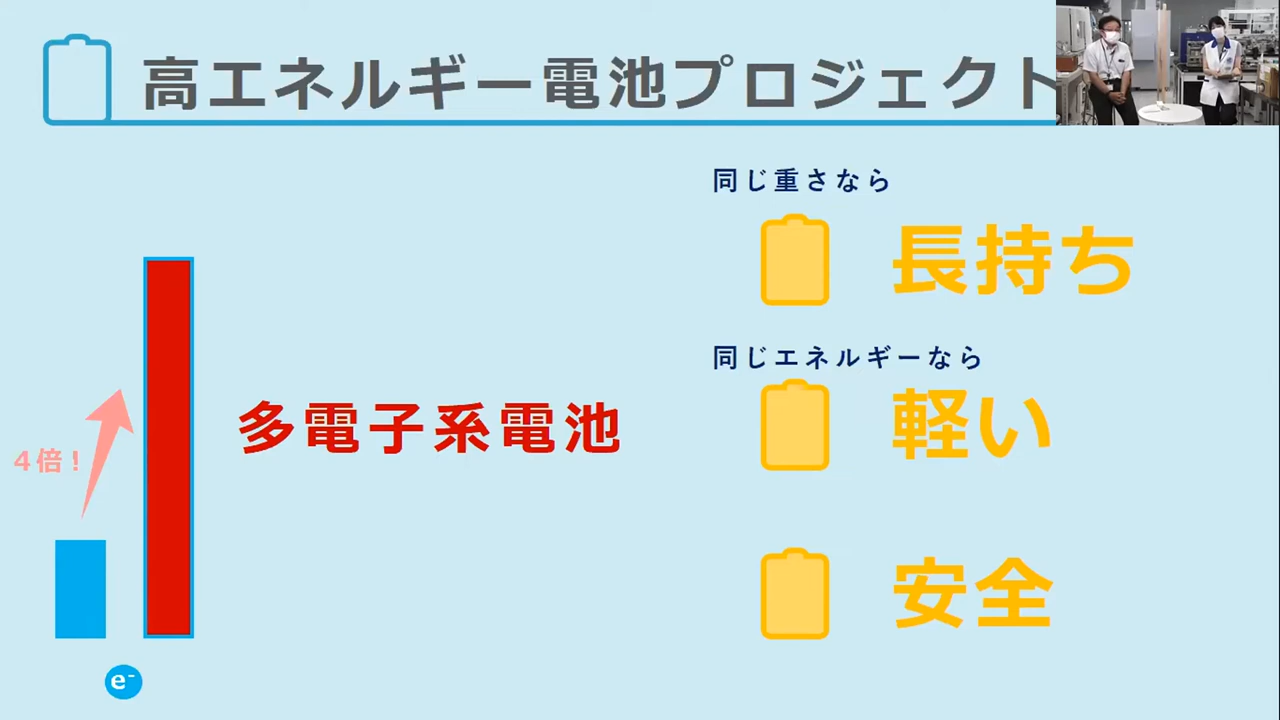 高エネルギー電池プロジェクト
同じ重さなら
長持ち
同じエネルギーなら
軽い
多電子系電池
4倍!
安全
e⁻